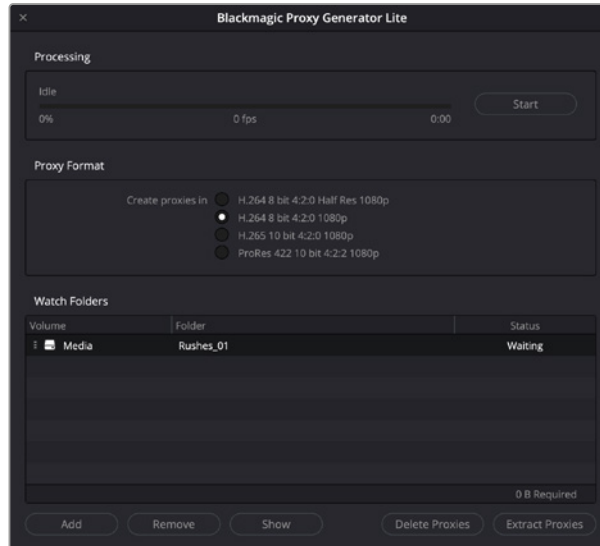 Blackmagic Proxy Generator Lite
Processing
Idle
Start
0% 0 fps 0:00
Proxy Format
Create proxies in H.264 8 bit 4:2:0 Half Res 1080p
H.264 8 bit 4:2:0 1080p
H.265 10 bit 4:2:0 1080p
ProRes 422 10 bit 4:2:2 1080p
Watch Folders
Volume Folder Status
Media Rushes_01 Waiting
0 B Required
Add Remove Show Delete Proxies Extract Proxies